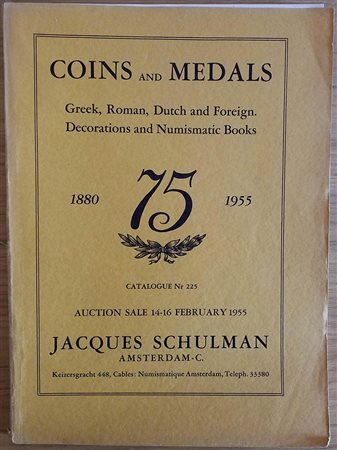 COINS AND MEDALS
Greek, Roman, Dutch and Foreign.
Decorations and Numismatic Books
1880 75 1955
CATALOGUE Nr 225
AUCTION SALE 14-16 FEBRUARY 1955
JACQUES SCHULMAN
AMSTERDAM-C.
Keizersgracht 448, Cables: Numismatique Amsterdam, Teleph. 33380